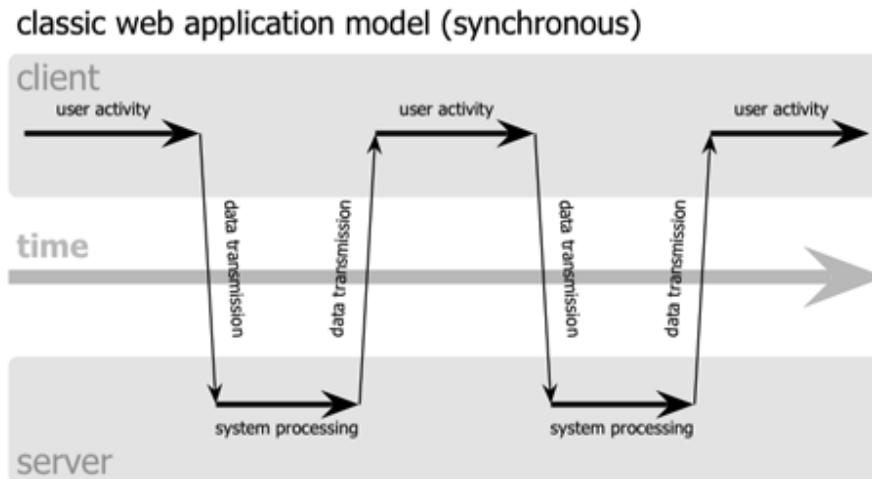 classic web application model (synchronous)
client
user activity
user activity
user activity
data transmission
data transmission
data transmission
data transmission
time
system processing
system processing
server